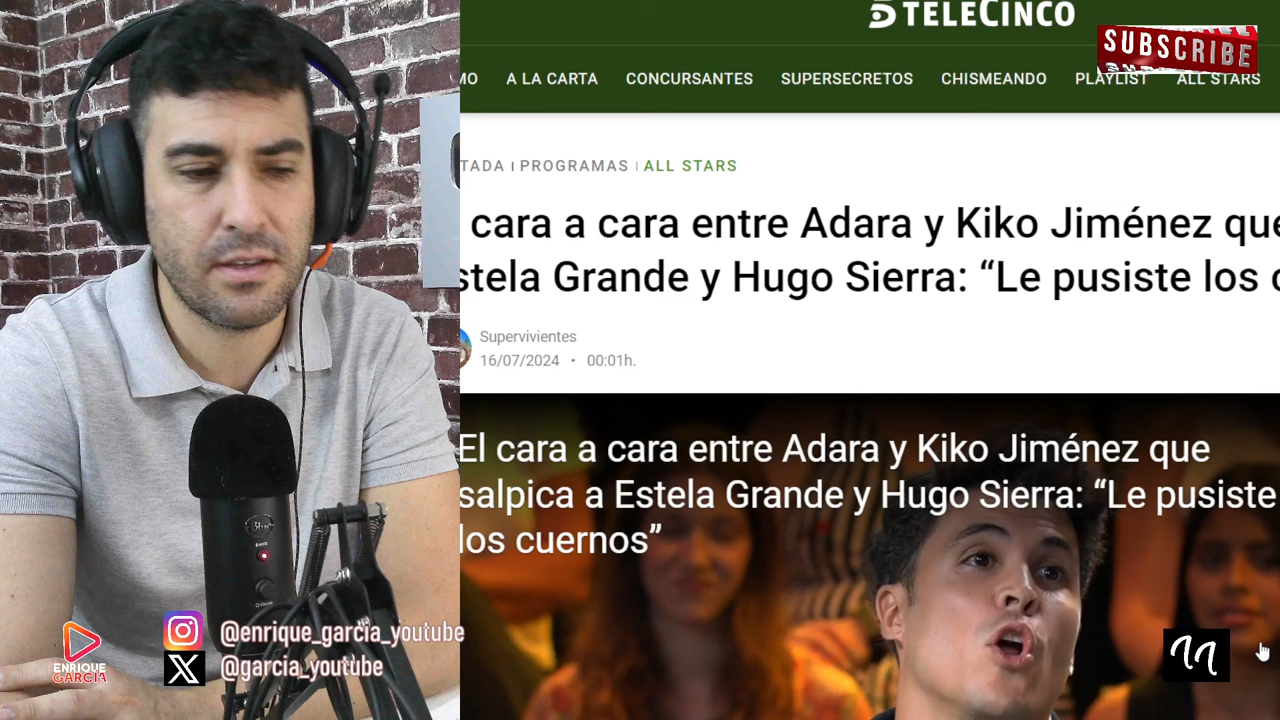 TELECINCO
SUBSCRIBE
MO A LA CARTA CONCURSANTES SUPERSECRETOS CHISMEANDO PLAYLIST ALL STARS
TADA | PROGRAMAS | ALL STARS
cara a cara entre Adara y Kiko Jiménez que
stela Grande y Hugo Sierra: “Le pusiste los c
Supervivientes
16/07/2024 • 00:01h.
El cara a cara entre Adara y Kiko Jiménez que
salpica a Estela Grande y Hugo Sierra: “Le pusiste
los cuernos”
ENRIQUE
GARCIA
@enrique_garcia_youtube
@garcia_youtube